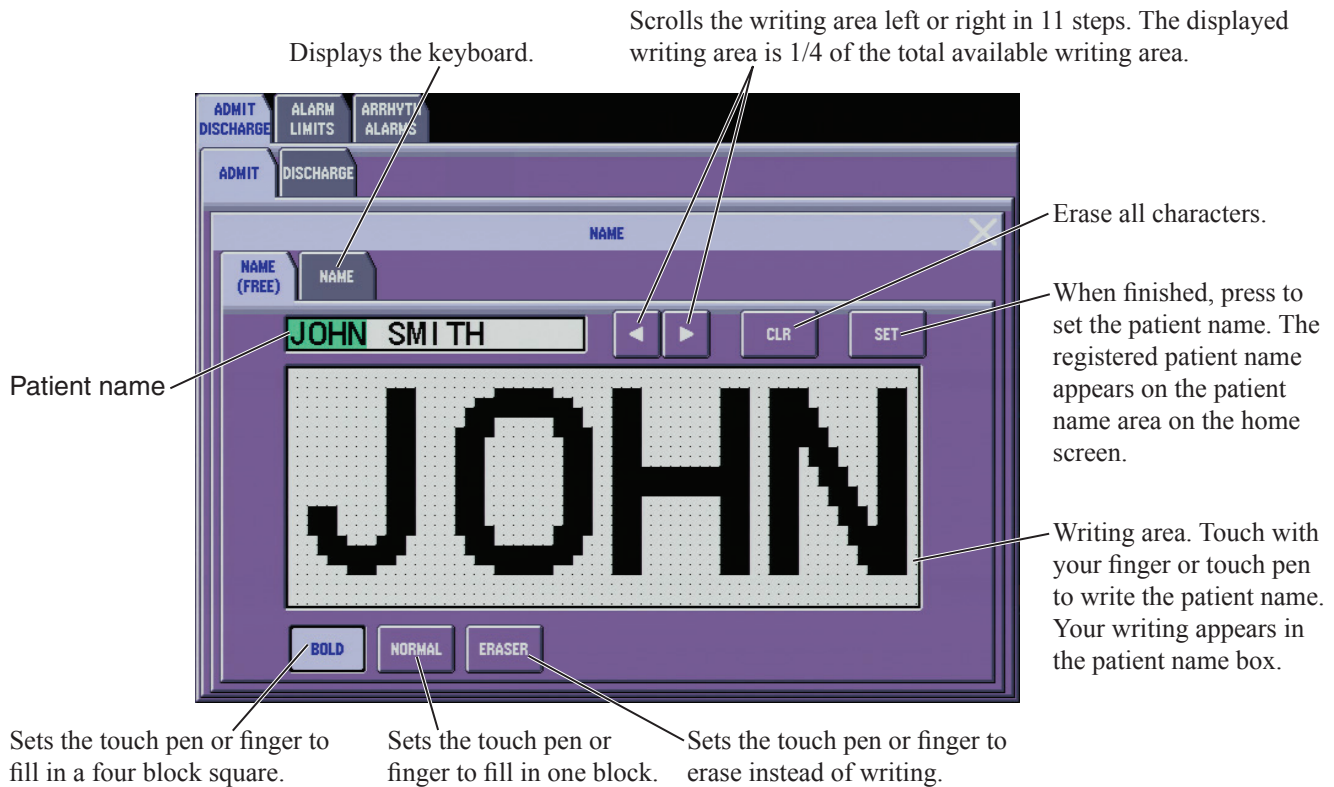 Scrolls the writing area left or right in 11 steps. The displayed
writing area is 1/4 of the total available writing area.
Displays the keyboard.
ADMIT
DISCHARGE
ALARM
LIMITS
ARRHYTH
ALARMS
ADMIT
DISCHARGE
NAME
Erase all characters.
NAME
(FREE)
NAME
JOHN SMITH
CLR
SET
When finished, press to
set the patient name. The
registered patient name
appears on the patient
name area on the home
screen.
Patient name
JOHN
Writing area. Touch with
your finger or touch pen
to write the patient name.
Your writing appears in
the patient name box.
BOLD
NORMAL
ERASER
Sets the touch pen or finger to
fill in a four block square.
Sets the touch pen or
finger to fill in one block.
Sets the touch pen or finger to
erase instead of writing.